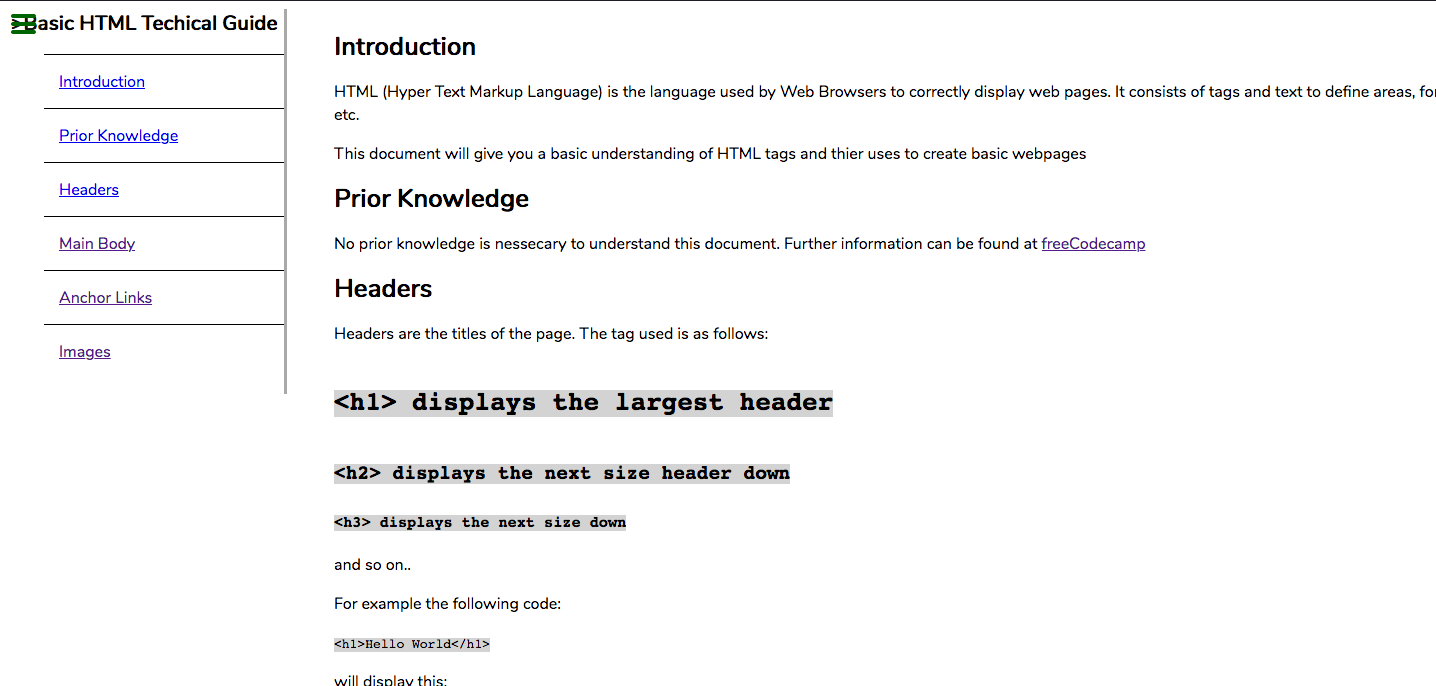 Basic HTML Techical Guide
Introduction
Prior Knowledge
Headers
Main Body
Anchor Links
Images
Introduction
HTML (Hyper Text Markup Language) is the language used by Web Browsers to correctly display web pages. It consists of tags and text to define areas,
etc.
This document will give you a basic understanding of HTML tags and thier uses to create basic webpages
Prior Knowledge
No prior knowledge is nessecary to understand this document. Further information can be found at freeCodecamp
Headers
Headers are the titles of the page. The tag used is as follows:
<h1> displays the largest header
<h2> displays the next size header down
<h3> displays the next size down
and so on..
For example the following code:
<h1>Hello World</h1>
will display this: